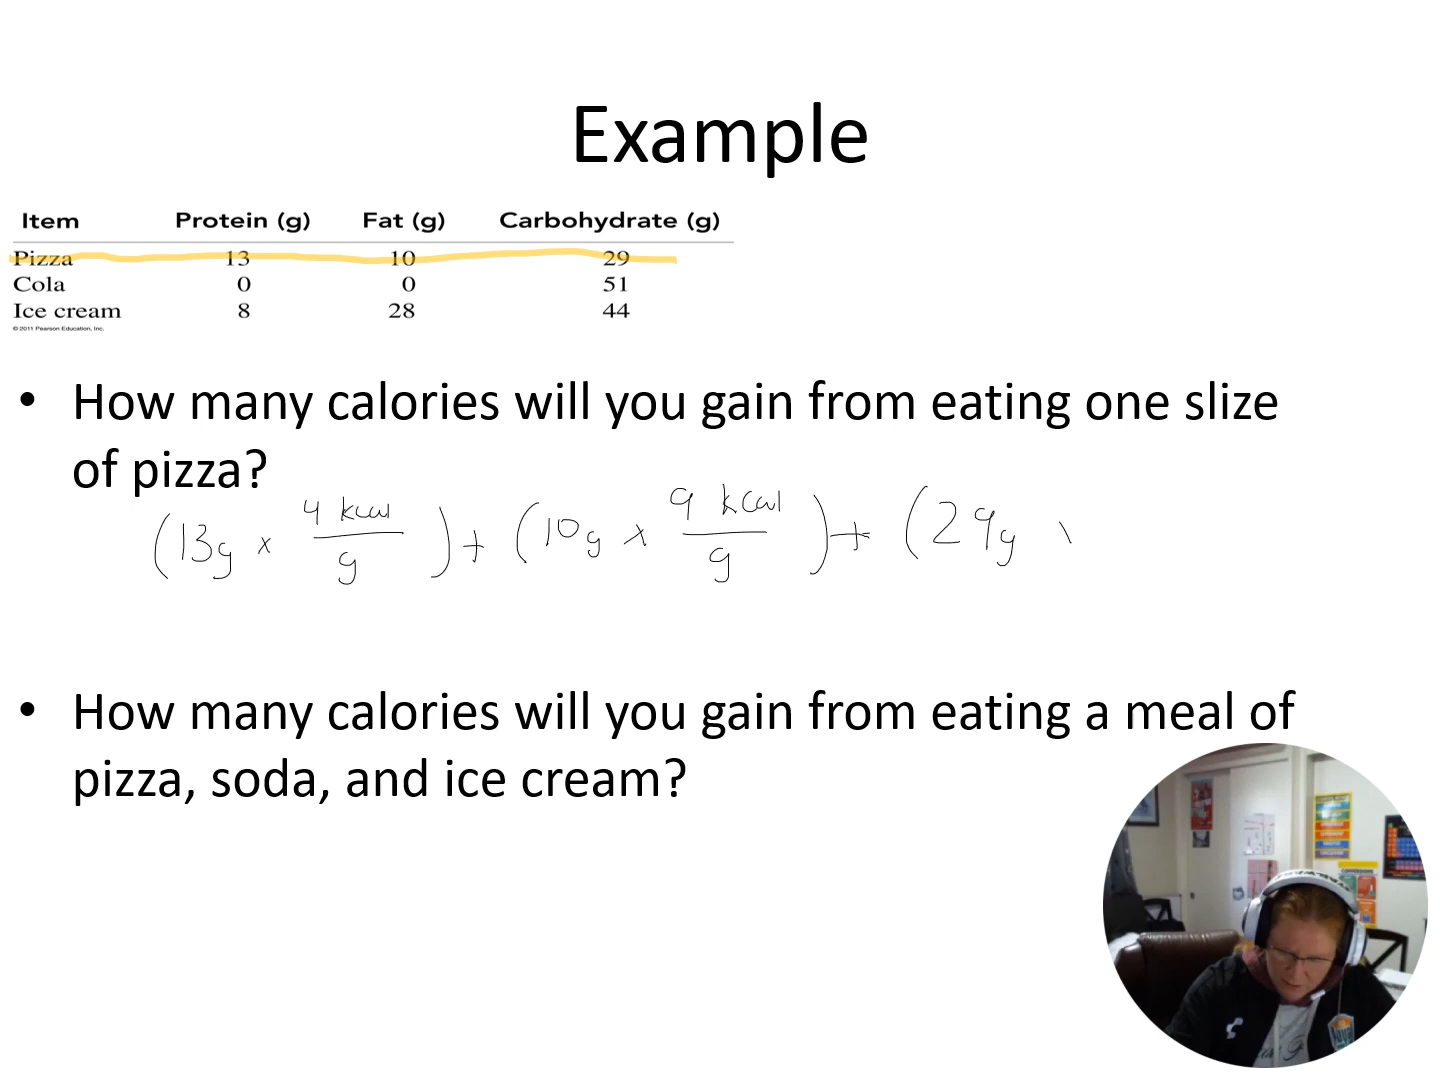 Example
Item Protein (g) Fat (g) Carbohydrate (g)
Pizza 13 10 29
Cola 0 0 51
Ice cream 8 28 44
© 2011 Pearson Education, Inc.
• How many calories will you gain from eating one slize
of pizza?
(13g × 4 kcal/g) + (10g × 9 kcal/g) + (29g
• How many calories will you gain from eating a meal of
pizza, soda, and ice cream?